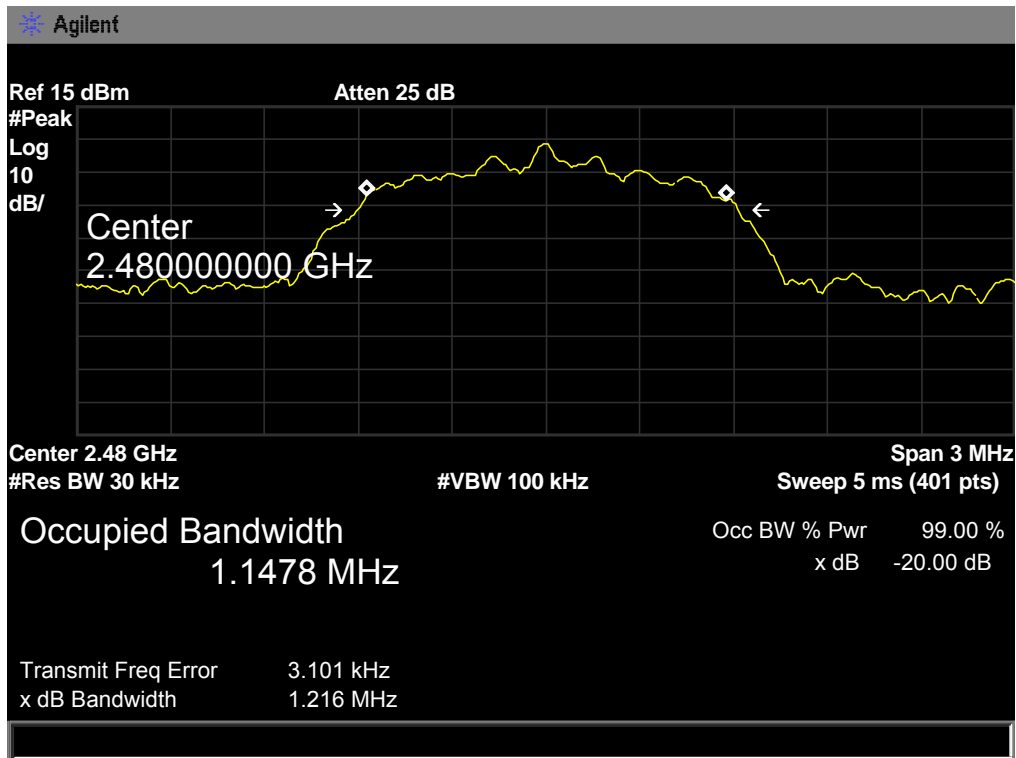 Agilent
Ref 15 dBm Atten 25 dB
#Peak
Log
10
dB/
Center
2.480000000 GHz
Center 2.48 GHz Span 3 MHz
#Res BW 30 kHz #VBW 100 kHz Sweep 5 ms (401 pts)
Occupied Bandwidth Occ BW % Pwr 99.00 %
1.1478 MHz x dB -20.00 dB
Transmit Freq Error 3.101 kHz
x dB Bandwidth 1.216 MHz